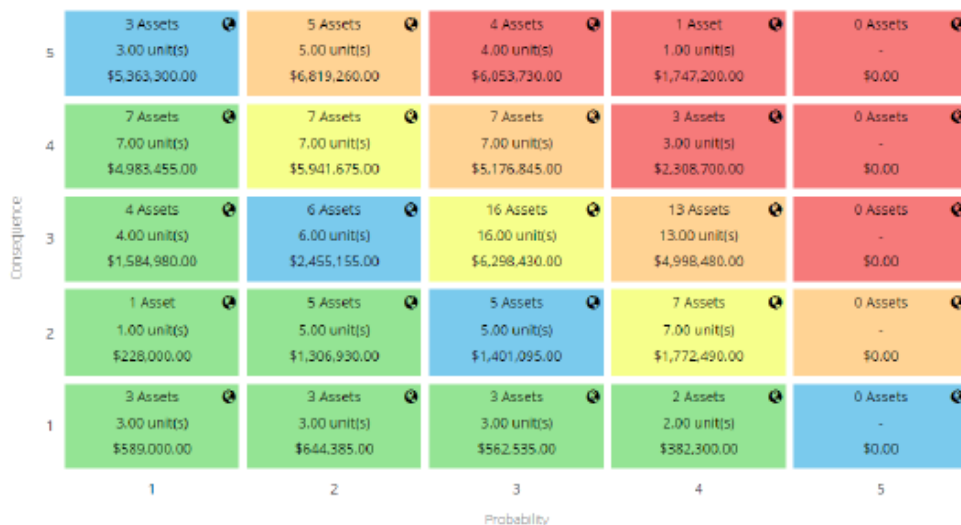 3 Assets
3.00 unit(s)
$5,363,300.00
5 Assets
5.00 unit(s)
$6,819,260.00
4 Assets
4.00 unit(s)
$6,053,730.00
1 Asset
1.00 unit(s)
$1,747,200.00
0 Assets
-
$0.00
5
7 Assets
7.00 unit(s)
$4,983,455.00
7 Assets
7.00 unit(s)
$5,941,675.00
7 Assets
7.00 unit(s)
$5,176,845.00
3 Assets
3.00 unit(s)
$2,308,700.00
0 Assets
-
$0.00
4
Consequence
4 Assets
4.00 unit(s)
$1,584,980.00
6 Assets
6.00 unit(s)
$2,455,155.00
16 Assets
16.00 unit(s)
$6,298,430.00
13 Assets
13.00 unit(s)
$4,998,480.00
0 Assets
-
$0.00
3
1 Asset
1.00 unit(s)
$228,000.00
5 Assets
5.00 unit(s)
$1,306,930.00
5 Assets
5.00 unit(s)
$1,401,095.00
7 Assets
7.00 unit(s)
$1,772,490.00
0 Assets
-
$0.00
2
3 Assets
3.00 unit(s)
$589,000.00
3 Assets
3.00 unit(s)
$644,385.00
3 Assets
3.00 unit(s)
$562,535.00
2 Assets
2.00 unit(s)
$382,300.00
0 Assets
-
$0.00
1
1
2
3
4
5
Probability